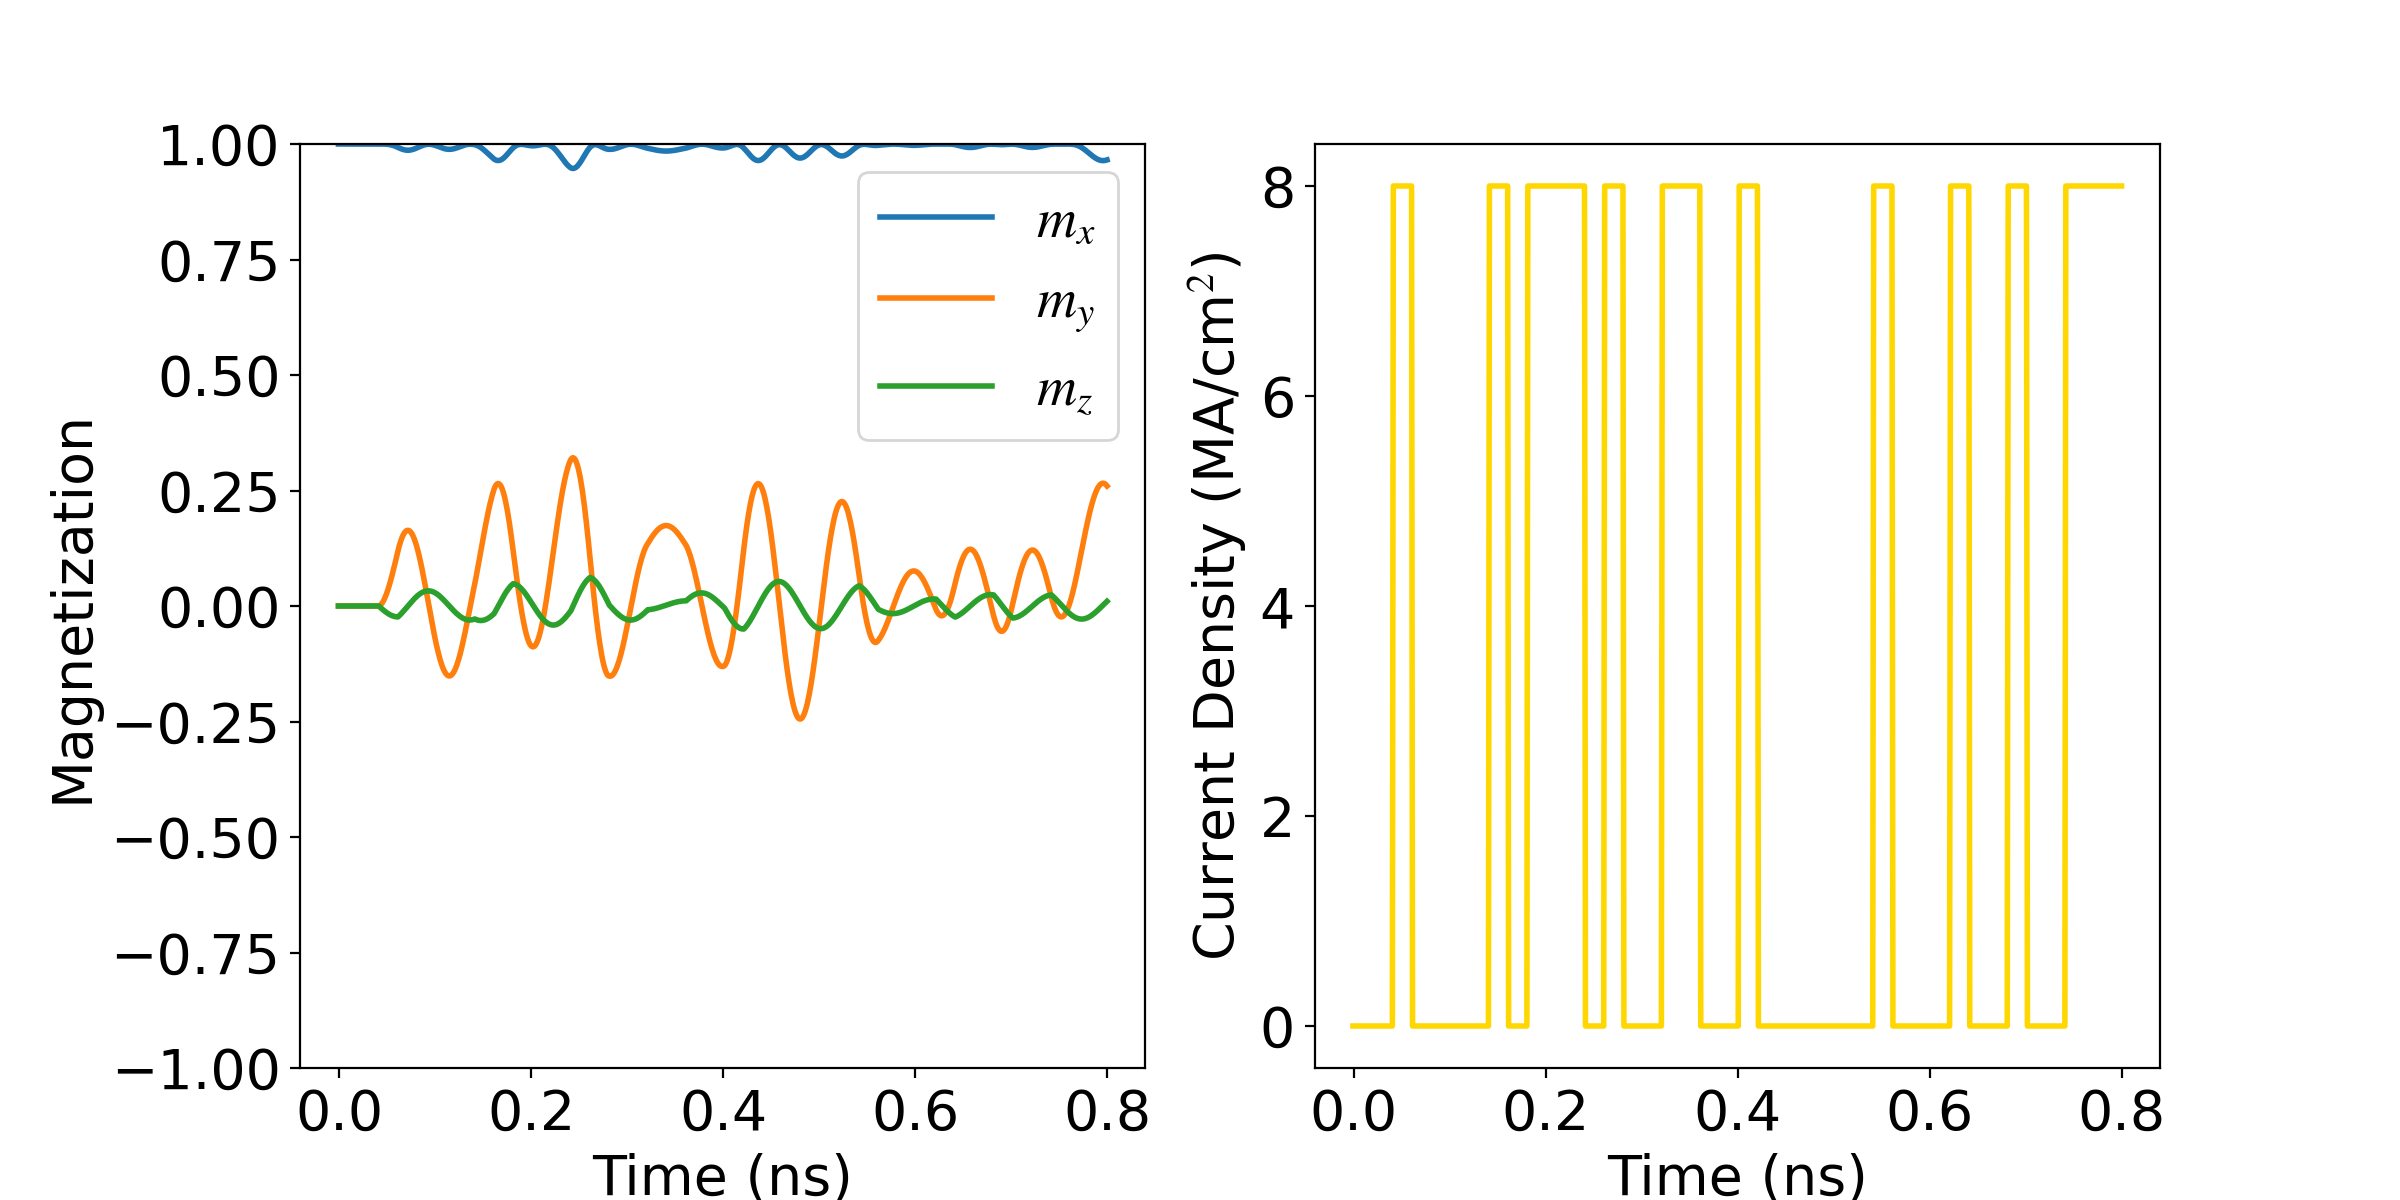 Magnetization
1.00
0.75
0.50
0.25
0.00
−0.25
−0.50
−0.75
−1.00
0.0 0.2 0.4 0.6 0.8
Time (ns)
m_x
m_y
m_z
Current Density (MA/cm²)
8
6
4
2
0
0.0 0.2 0.4 0.6 0.8
Time (ns)